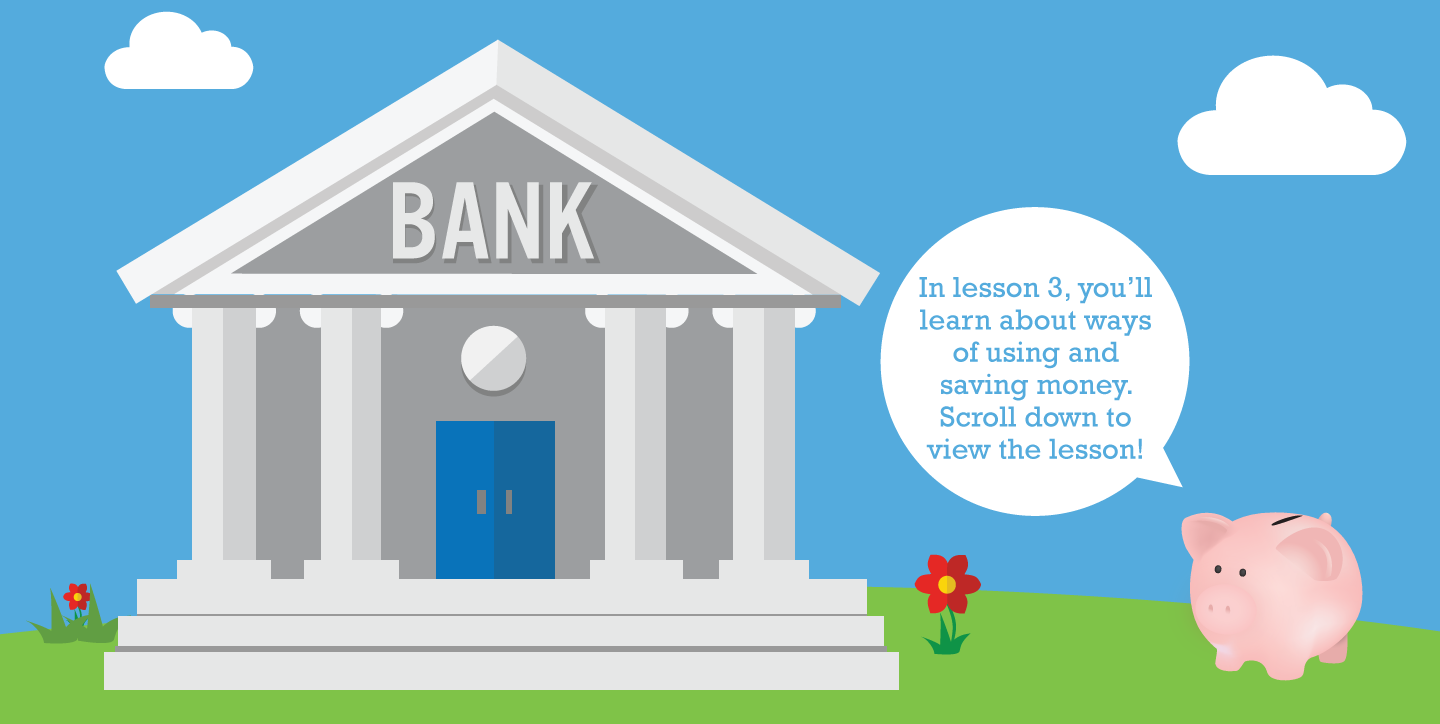 BANK
In lesson 3, you’ll
learn about ways
of using and
saving money.
Scroll down to
view the lesson!